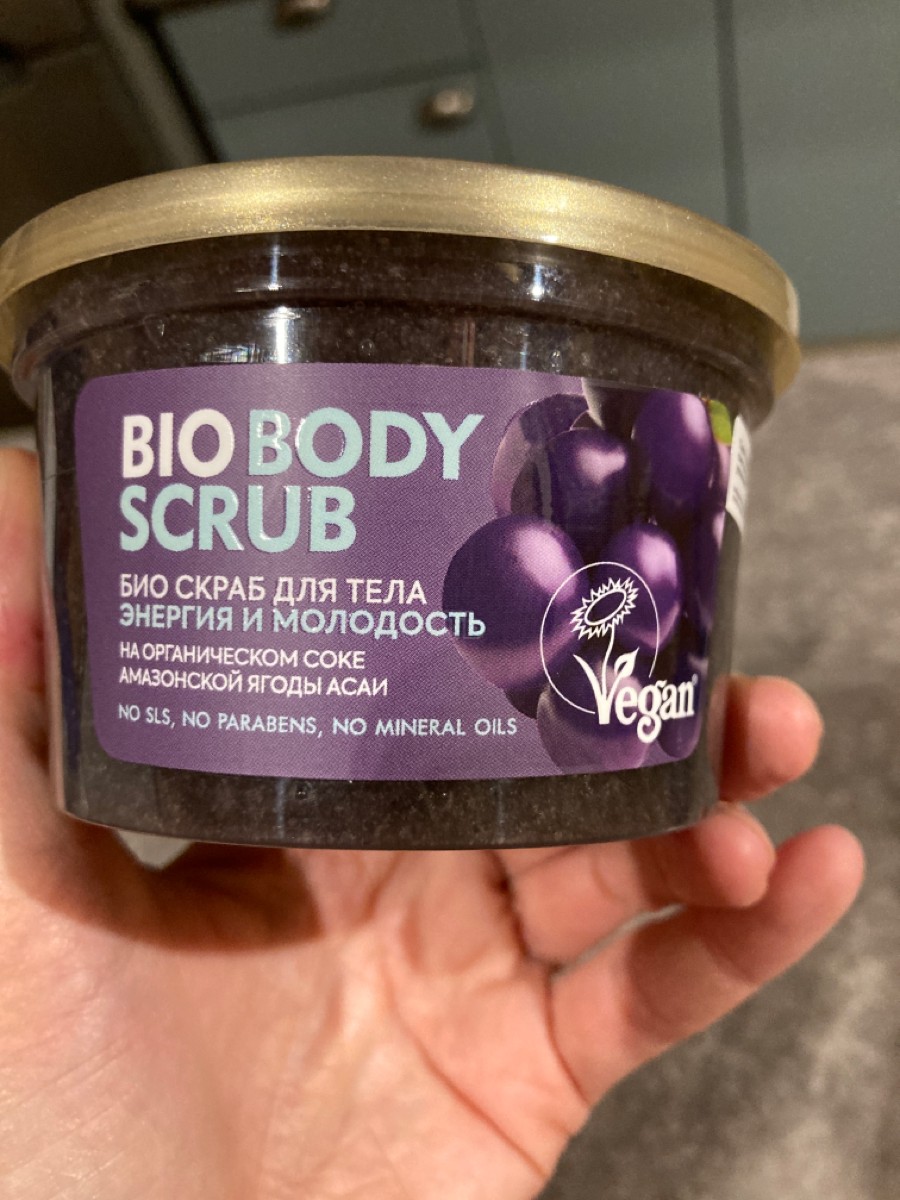 BIO BODY
SCRUB
БИО СКРАБ ДЛЯ ТЕЛА
ЭНЕРГИЯ И МОЛОДОСТЬ
НА ОРГАНИЧЕСКОМ СОКЕ
АМАЗОНСКОЙ ЯГОДЫ АСАИ
NO SLS, NO PARABENS, NO MINERAL OILS
Vegan